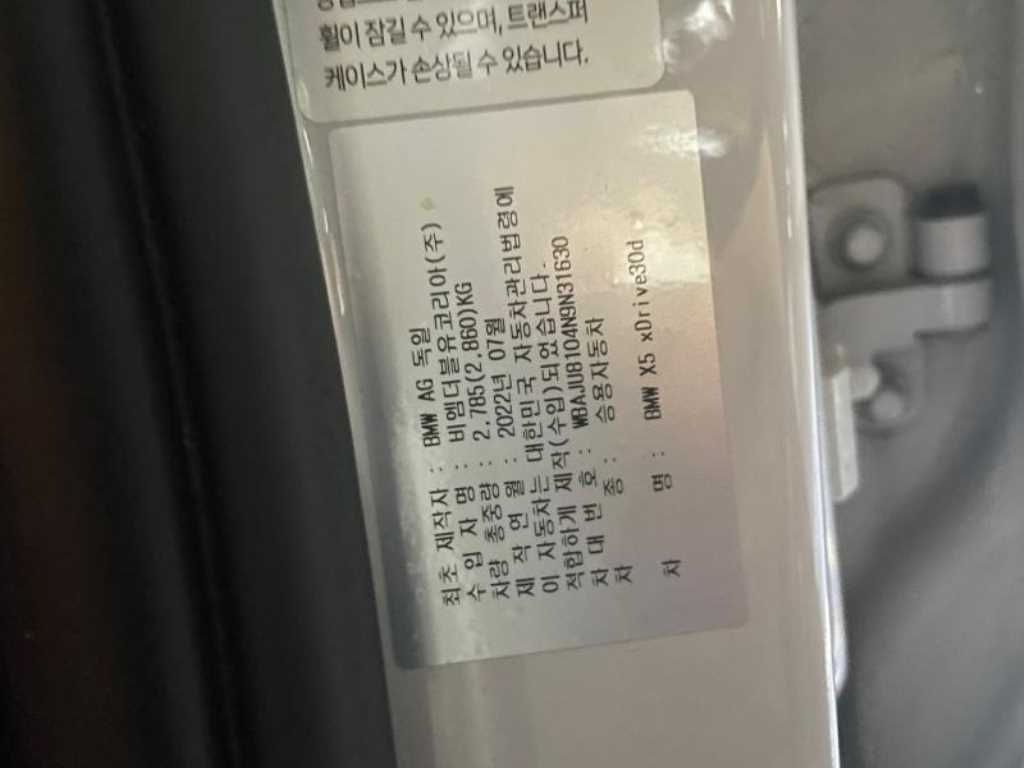 휠이 잠길 수 있으며, 트랜스퍼
케이스가 손상될 수 있습니다.
최초 제작자 : BMW AG 독일
수 입 자 명 : 비엠더블유코리아(주)
차량 총중량 : 2,785(2,860)KG
제 작 연 월 : 2022년 07월
이 자동차는 대한민국 자동차관리법령에
적합하게 제작(수입)되었습니다.
차 대 번 호 : WBAJU8104N9N31630
차 종 : 승용자동차
차 명 : BMW X5 xDrive30d